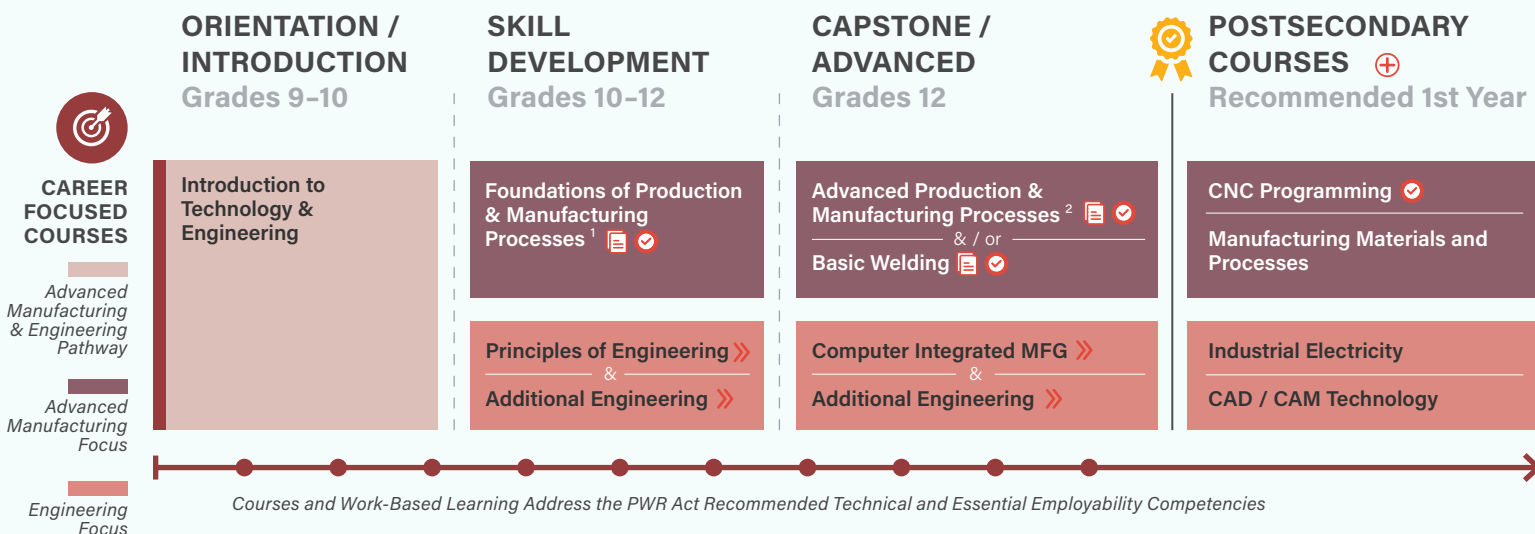 ORIENTATION /
INTRODUCTION
Grades 9–10
SKILL
DEVELOPMENT
Grades 10–12
CAPSTONE /
ADVANCED
Grades 12
POSTSECONDARY
COURSES
Recommended 1st Year
CAREER
FOCUSED
COURSES
Advanced
Manufacturing
& Engineering
Pathway
Advanced
Manufacturing
Focus
Engineering
Focus
Introduction to
Technology &
Engineering
Foundations of Production
& Manufacturing
Processes 1
Principles of Engineering
&
Additional Engineering
Advanced Production &
Manufacturing Processes 2
& / or
Basic Welding
Computer Integrated MFG
&
Additional Engineering
CNC Programming
Manufacturing Materials and
Processes
Industrial Electricity
CAD / CAM Technology
Courses and Work-Based Learning Address the PWR Act Recommended Technical and Essential Employability Competencies